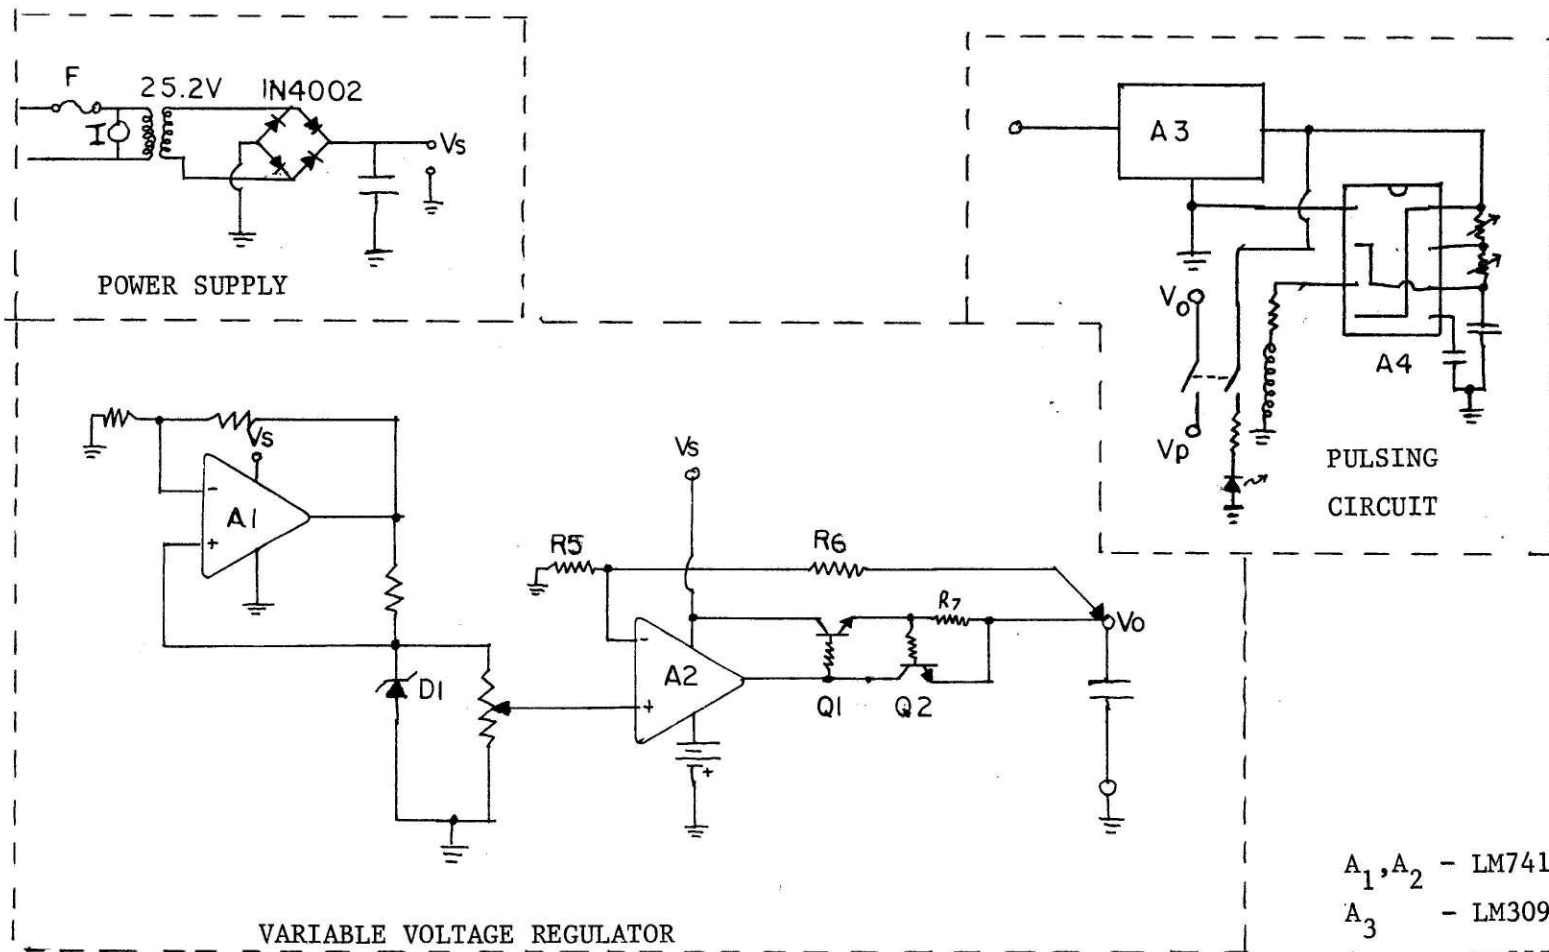 F
25.2V
IN4002
I
Vs
POWER SUPPLY
A3
A4
Vo
Vp
PULSING
CIRCUIT
Vs
-
A1
+
D1
Vs
R5
R6
R7
-
A2
+
+
Q1
Q2
Vo
VARIABLE VOLTAGE REGULATOR
A1,A2 - LM741
A3 - LM309